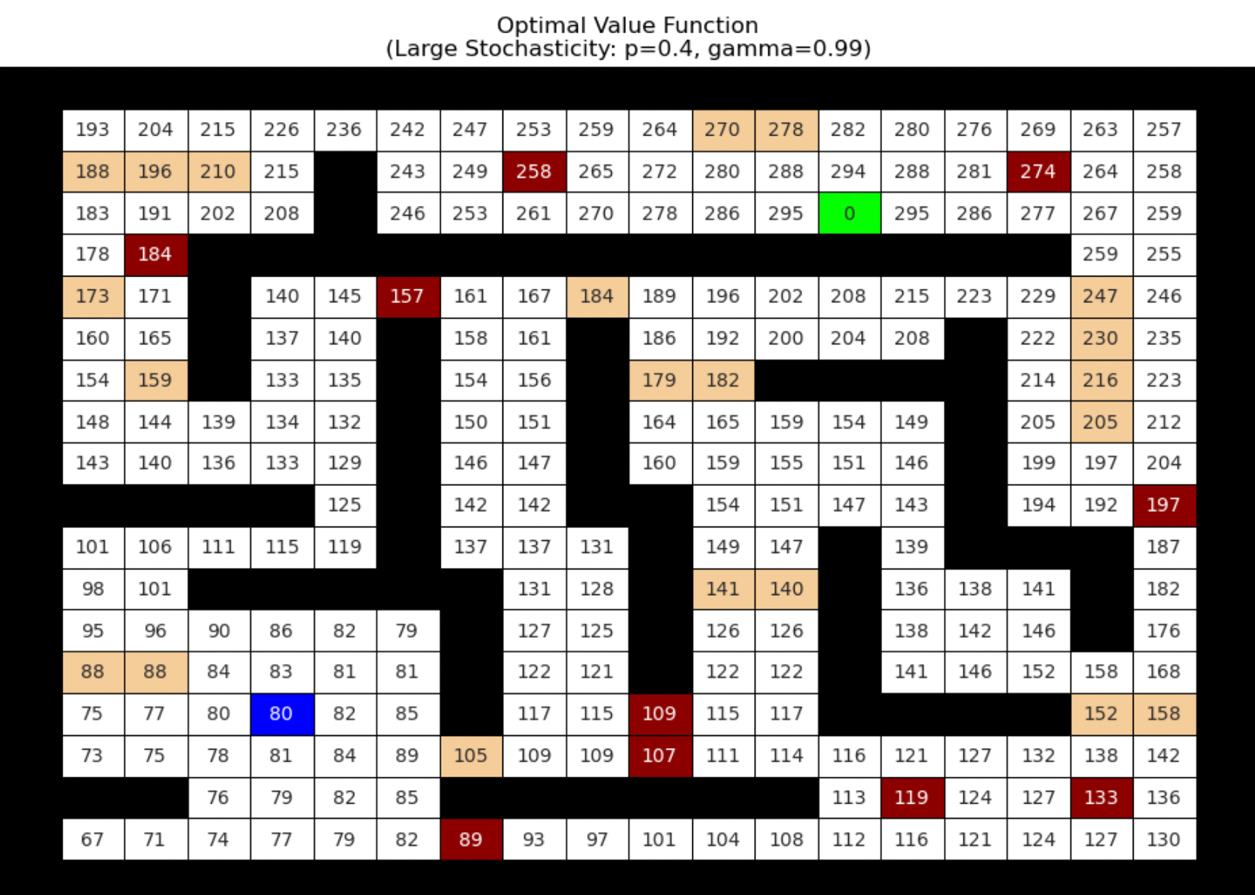 Optimal Value Function
(Large Stochasticity: p=0.4, gamma=0.99)
193 204 215 226 236 242 247 253 259 264 270 278 282 280 276 269 263 257
188 196 210 215 243 249 258 265 272 280 288 294 288 281 274 264 258
183 191 202 208 246 253 261 270 278 286 295 0 295 286 277 267 259
178 184 259 255
173 171 140 145 157 161 167 184 189 196 202 208 215 223 229 247 246
160 165 137 140 158 161 186 192 200 204 208 222 230 235
154 159 133 135 154 156 179 182 214 216 223
148 144 139 134 132 150 151 164 165 159 154 149 205 205 212
143 140 136 133 129 146 147 160 159 155 151 146 199 197 204
125 142 142 154 151 147 143 194 192 197
101 106 111 115 119 137 137 131 149 147 139 187
98 101 131 128 141 140 136 138 141 182
95 96 90 86 82 79 127 125 126 126 138 142 146 176
88 88 84 83 81 81 122 121 122 122 141 146 152 158 168
75 77 80 80 82 85 117 115 109 115 117 152 158
73 75 78 81 84 89 105 109 109 107 111 114 116 121 127 132 138 142
76 79 82 85 113 119 124 127 133 136
67 71 74 77 79 82 89 93 97 101 104 108 112 116 121 124 127 130